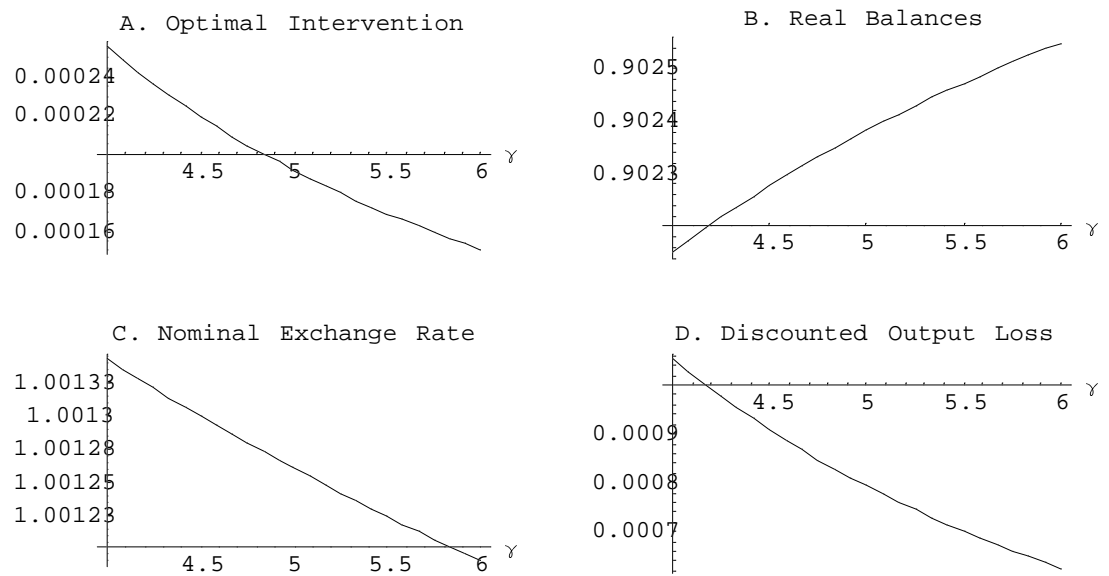 A. Optimal Intervention
0.00024
0.00022
0.00018
0.00016
4.5 5 5.5 6 γ
B. Real Balances
0.9025
0.9024
0.9023
4.5 5 5.5 6 γ
C. Nominal Exchange Rate
1.00133
1.0013
1.00128
1.00125
1.00123
4.5 5 5.5 6 γ
D. Discounted Output Loss
4.5 5 5.5 6 γ
0.0009
0.0008
0.0007